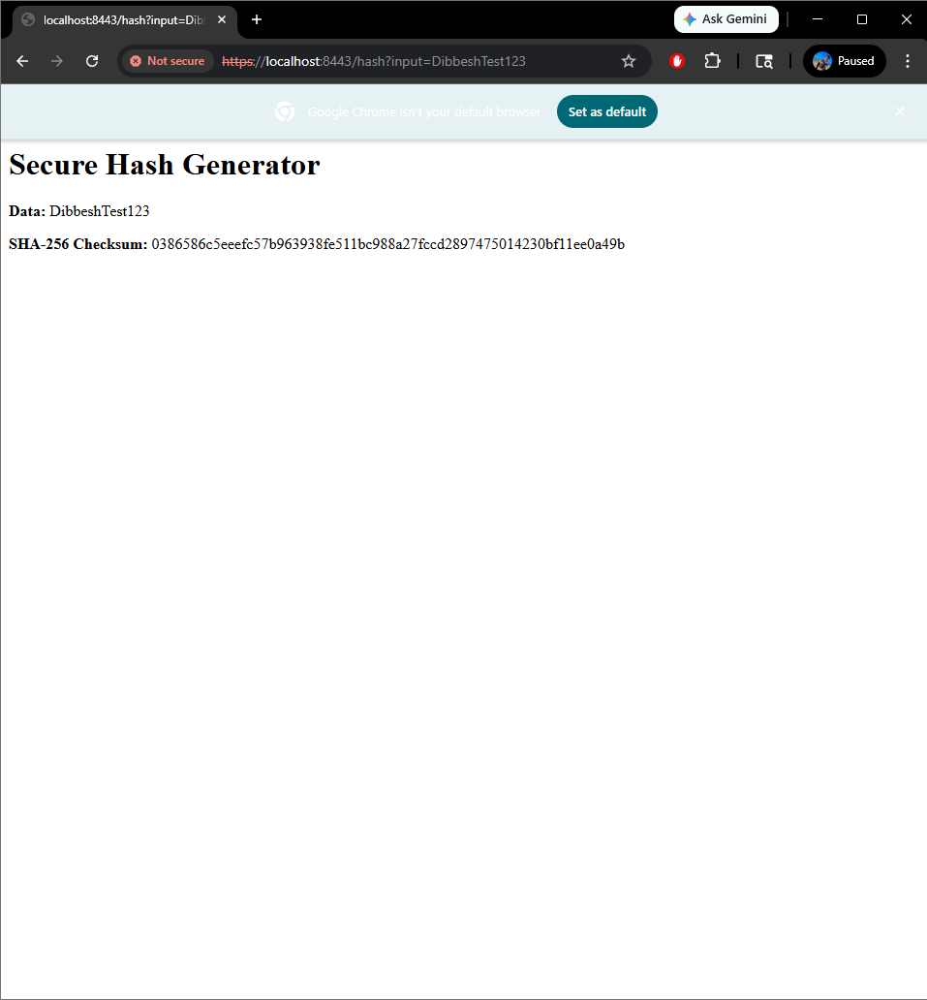 localhost:8443/hash?input=Dib
Ask Gemini
Not secure
https://localhost:8443/hash?input=DibbeshTest123
Paused
Google Chrome isn't your default browser
Set as default
Secure Hash Generator
Data: DibbeshTest123
SHA-256 Checksum: 0386586c5eeefc57b963938fe511bc988a27fccd2897475014230bf11ee0a49b